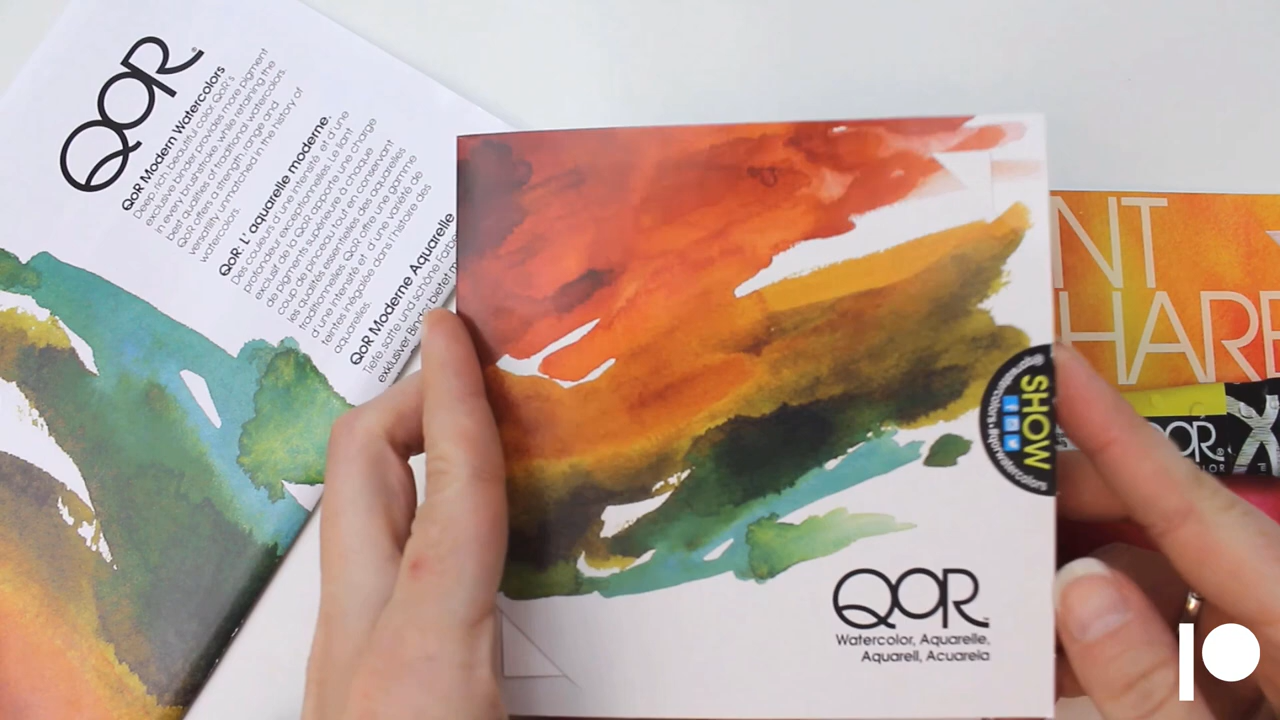 QOR
QoR Modern Watercolors
Deep, rich beautiful color. QoR's
exclusive binder provides more pigment
in every brushstroke, while retaining the
best qualities of traditional watercolors.
QoR offers a strength, range and
versatility unmatched in the history of
watercolors.
QoR: L' aquarelle moderne
Des couleurs d'une intensité et d'une
profondeur exceptionnelles. Le liant
exclusif de la QoR apporte une charge
de pigments supérieure à chaque
coup de pinceau tout en conservant
les qualités essentielles des aquarelles
traditionnelles. QoR offre une gamme
d'une intensité et d'une variété de
teintes inégalée dans l'histoire des
aquarelles.
QoR Moderne Aquarelle
Tiefe, satte und schöne Farbe
exklusiver Binder bietet
SHOW
@qorwatercolors • #qorwatercolors
QOR
Watercolor, Aquarelle,
Aquarell, Acuarela
NT
HARE
QOR